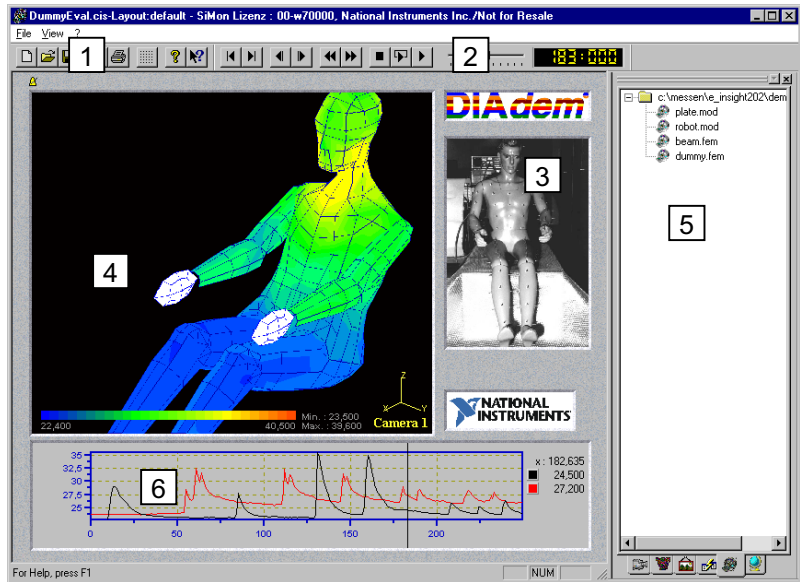 DummyEval.cis-Layout:default - SiMon Lizenz : 00-w70000, National Instruments Inc./Not for Resale
File View ?
1
2
183:000
DIAdem
3
4
5
c:\messen\e_insight202\dem
plate.mod
robot.mod
beam.fem
dummy.fem
Z
X Y
Camera 1
Min. : 23,500
Max. : 39,600
22,400
40,500
NATIONAL
INSTRUMENTS
6
35
32,5
30
27,5
25
0 50 100 150 200
x : 182,635
24,500
27,200
For Help, press F1
NUM